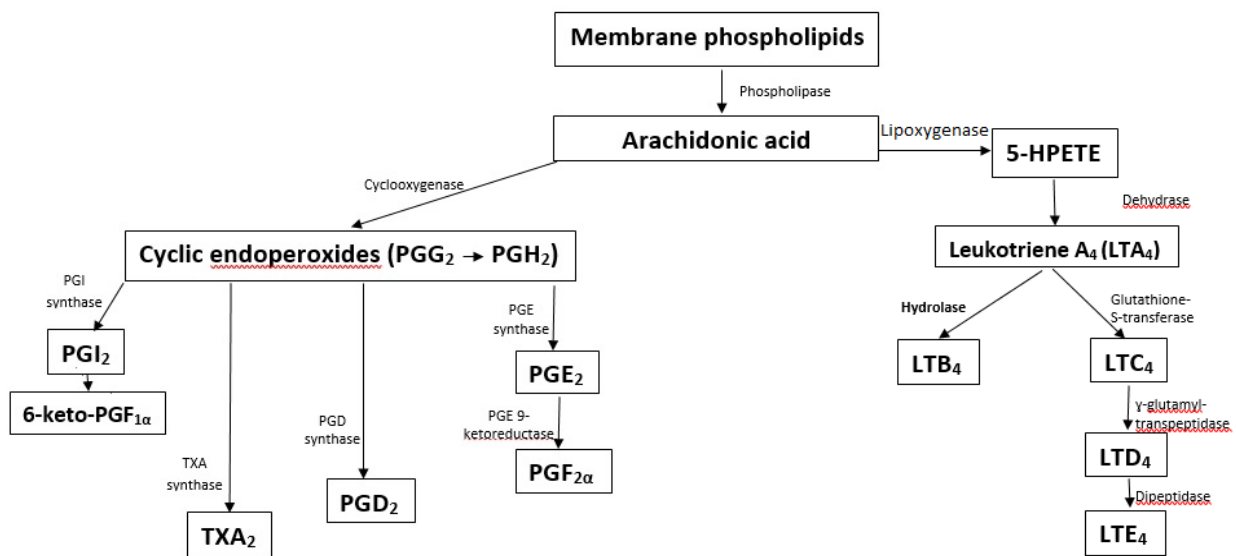 Membrane phospholipids
Phospholipase
Arachidonic acid
Lipoxygenase
5-HPETE
Cyclooxygenase
Dehydrase
Cyclic endoperoxides (PGG₂ → PGH₂)
Leukotriene A₄ (LTA₄)
PGI
synthase
PGE
synthase
Hydrolase
Glutathione-
S-transferase
PGI₂
PGE₂
LTB₄
LTC₄
6-keto-PGF₁α
PGE 9-
ketoreductase
γ-glutamyl-
transpeptidase
PGD
synthase
LTD₄
TXA
synthase
PGF₂α
PGD₂
Dipeptidase
TXA₂
LTE₄